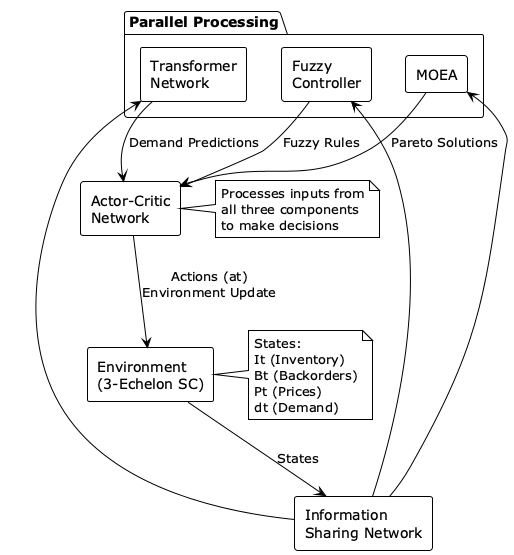 Parallel Processing
Transformer
Network
Fuzzy
Controller
MOEA
Demand Predictions
Fuzzy Rules
Pareto Solutions
Actor-Critic
Network
Processes inputs from
all three components
to make decisions
Actions (at)
Environment Update
Environment
(3-Echelon SC)
States:
It (Inventory)
Bt (Backorders)
Pt (Prices)
dt (Demand)
States
Information
Sharing Network